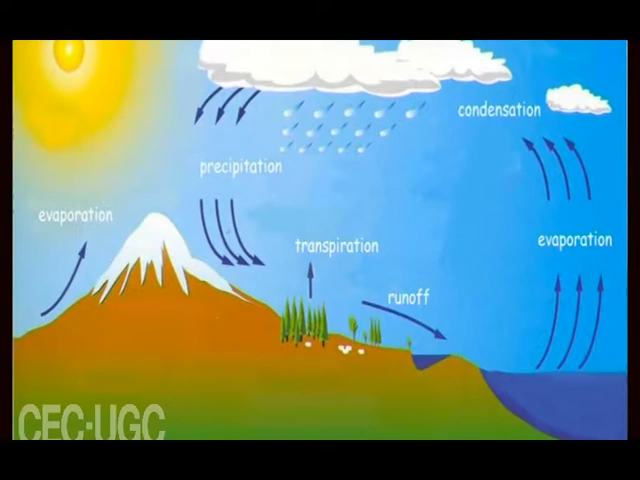 condensation
precipitation
evaporation
transpiration
evaporation
runoff
CEC-UGC